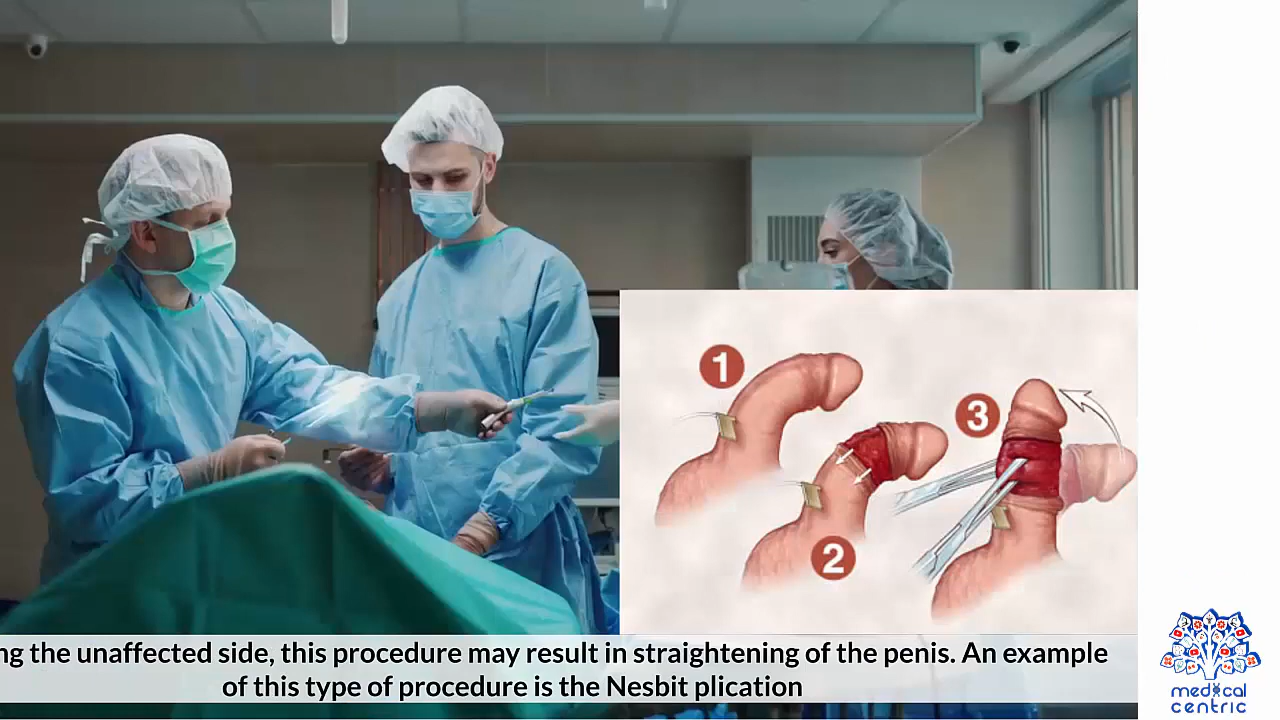 1
2
3
ng the unaffected side, this procedure may result in straightening of the penis. An example
of this type of procedure is the Nesbit plication
medical
centric